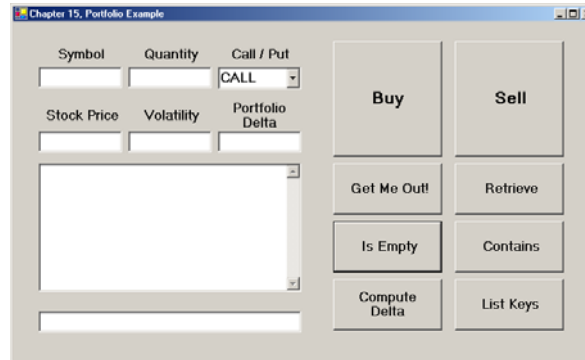 Chapter 15, Portfolio Example
Symbol Quantity Call / Put
CALL
Stock Price Volatility Portfolio
Delta
Buy Sell
Get Me Out! Retrieve
Is Empty Contains
Compute
Delta
List Keys